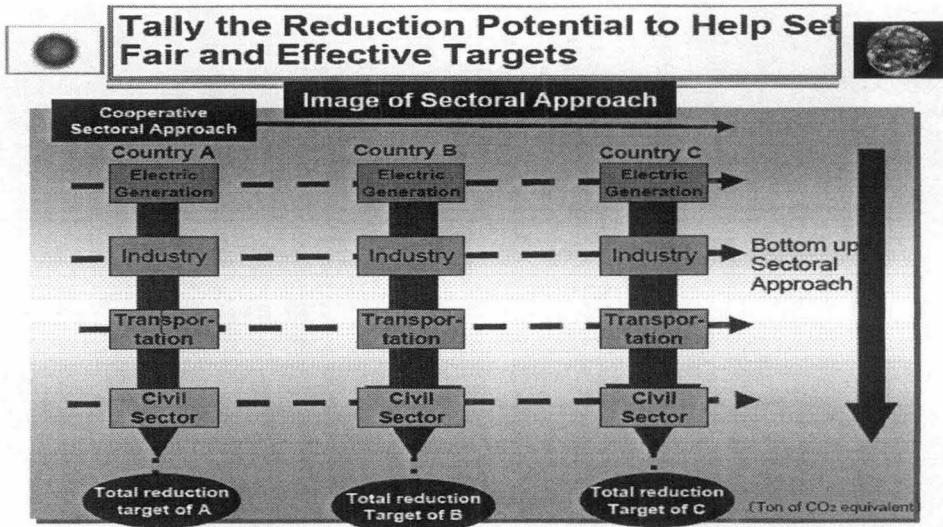 Tally the Reduction Potential to Help Set
Fair and Effective Targets
Image of Sectoral Approach
Cooperative
Sectoral Approach
Country A
Country B
Country C
Electric
Generation
Electric
Generation
Electric
Generation
Industry
Industry
Industry
Bottom up
Sectoral
Approach
Transpor-
tation
Transpor-
tation
Transpor-
tation
Civil
Sector
Civil
Sector
Civil
Sector
Total reduction
target of A
Total reduction
Target of B
Total reduction
Target of C
(Ton of CO₂ equivalent)